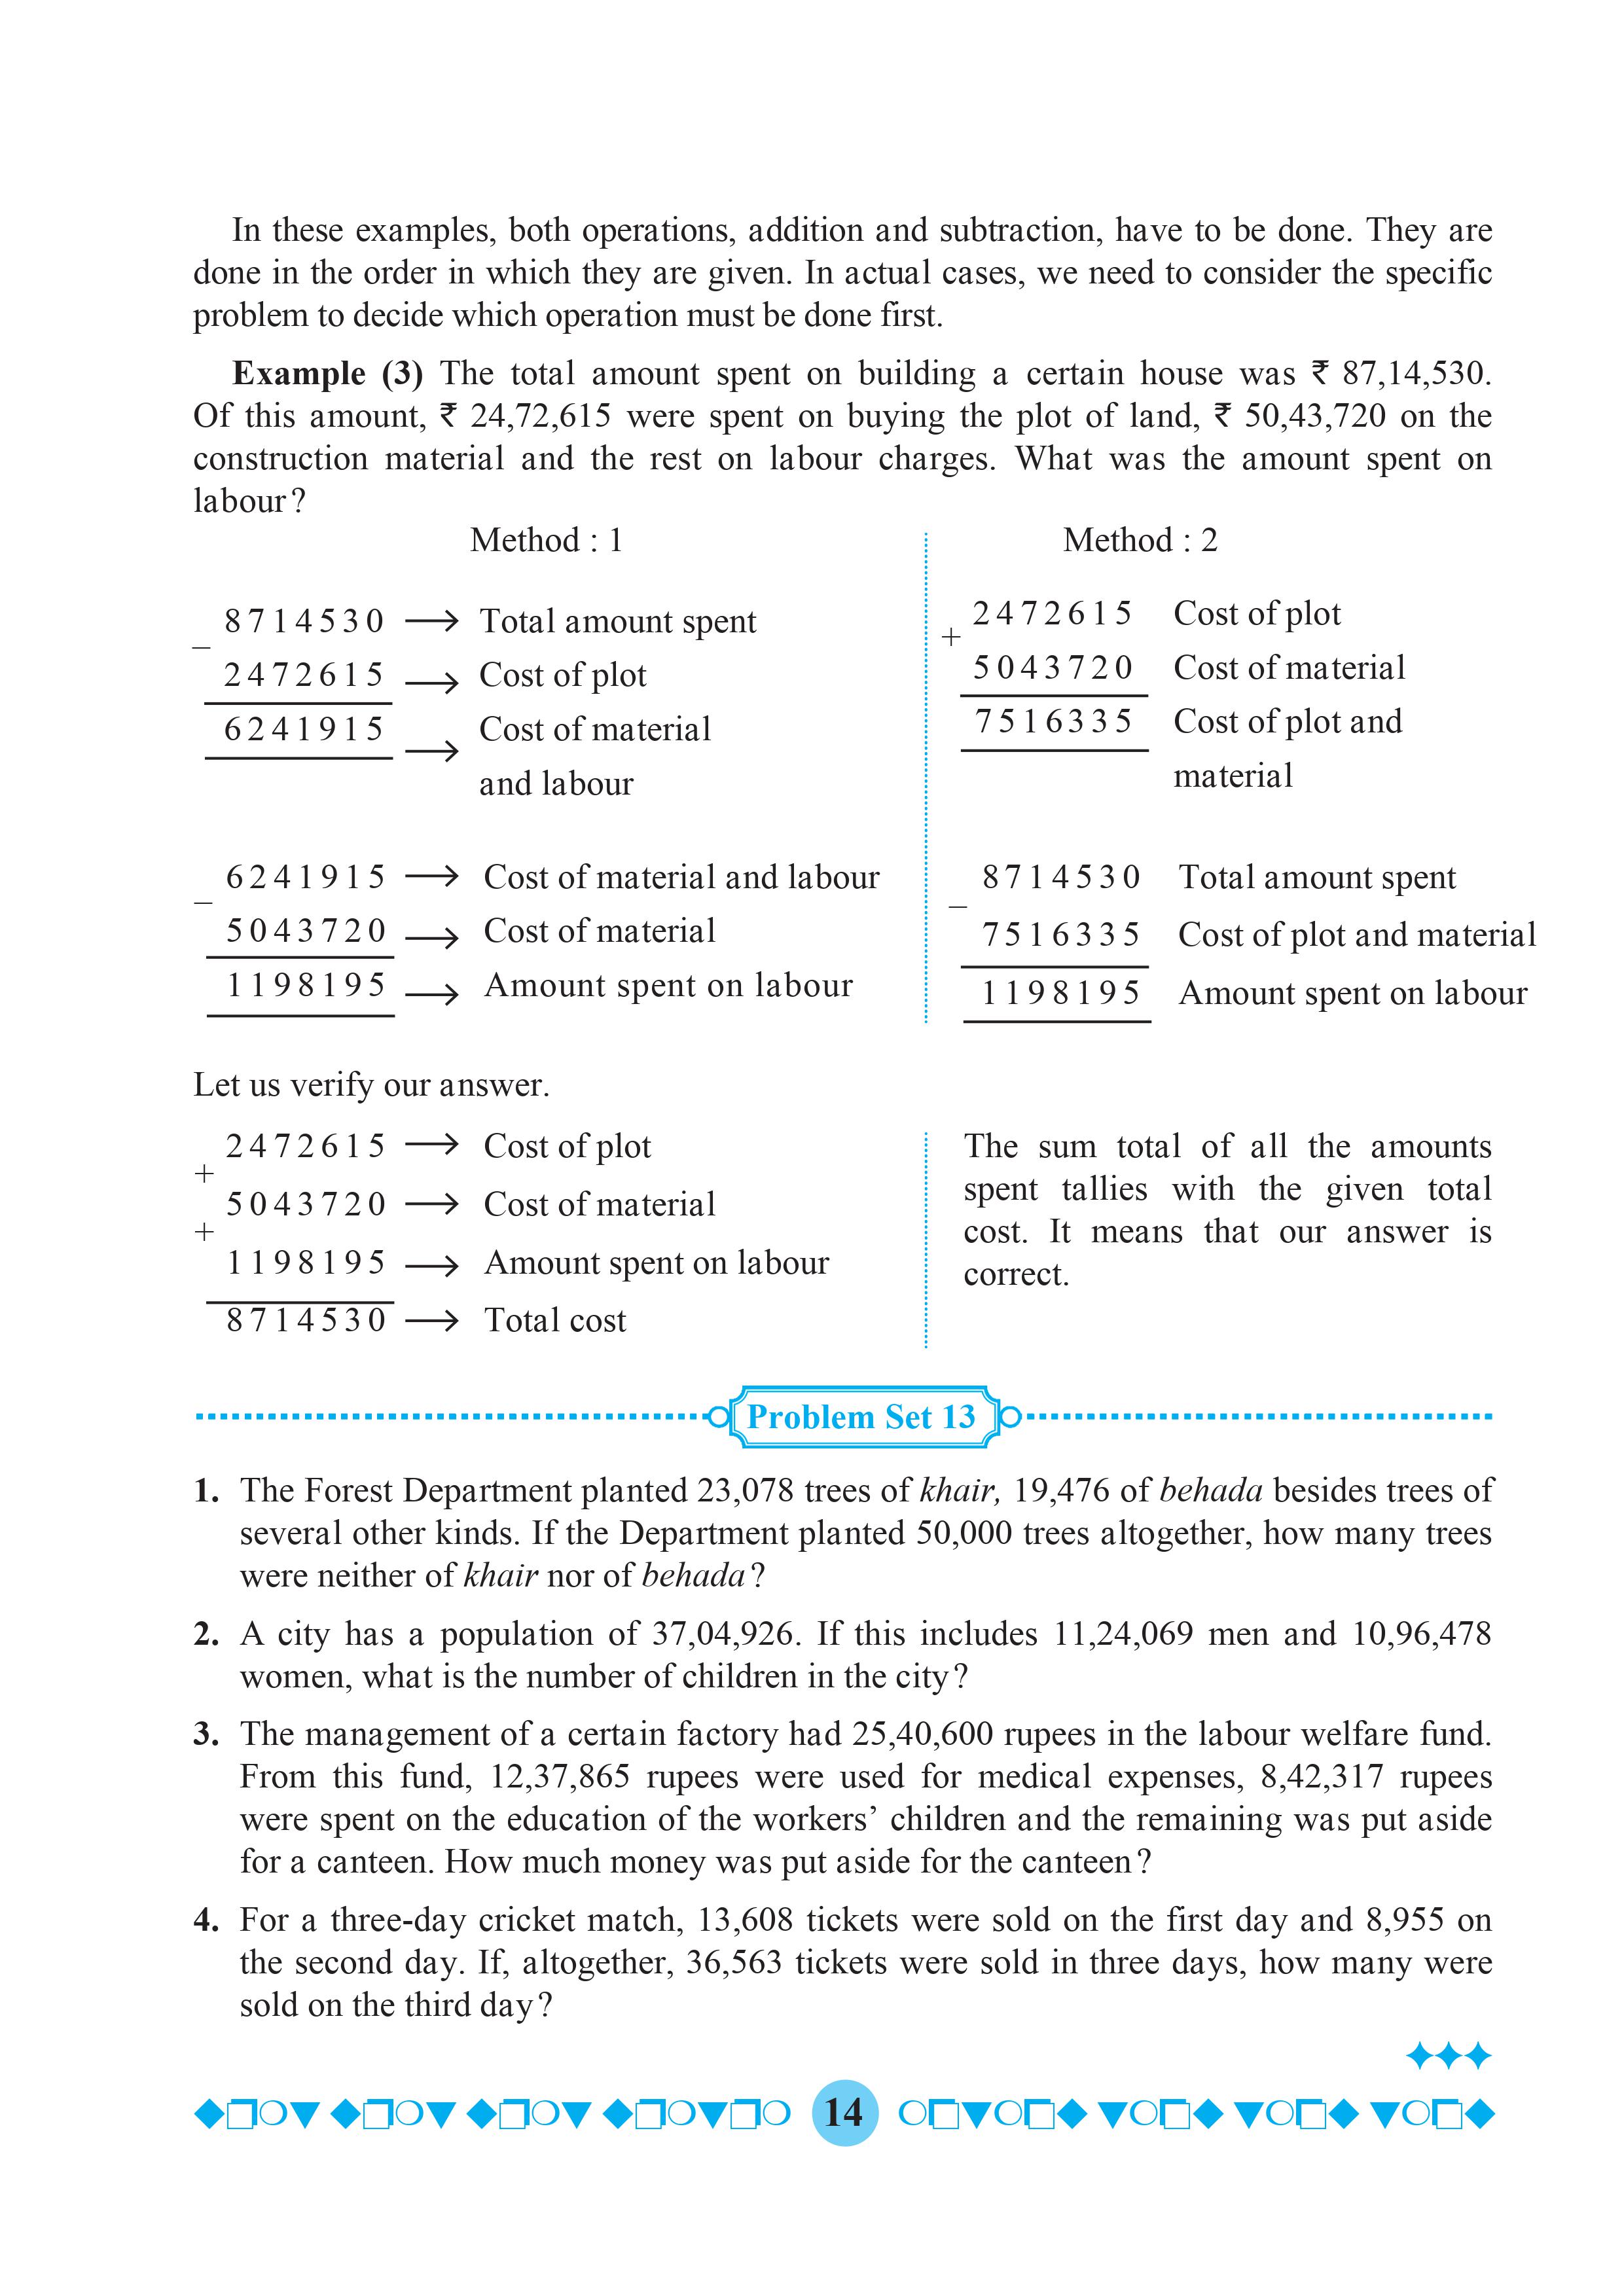 In these examples, both operations, addition and subtraction, have to be done. They are
done in the order in which they are given. In actual cases, we need to consider the specific
problem to decide which operation must be done first.
Example (3) The total amount spent on building a certain house was ₹ 87,14,530.
Of this amount, ₹ 24,72,615 were spent on buying the plot of land, ₹ 50,43,720 on the
construction material and the rest on labour charges. What was the amount spent on
labour?
Method : 1
– 8714530 → Total amount spent
2472615 → Cost of plot
6241915 → Cost of material
and labour
– 6241915 → Cost of material and labour
5043720 → Cost of material
1198195 → Amount spent on labour
Method : 2
+ 2472615 Cost of plot
5043720 Cost of material
7516335 Cost of plot and
material
– 8714530 Total amount spent
7516335 Cost of plot and material
1198195 Amount spent on labour
Let us verify our answer.
2472615 → Cost of plot
+
5043720 → Cost of material
+
1198195 → Amount spent on labour
8714530 → Total cost
The sum total of all the amounts
spent tallies with the given total
cost. It means that our answer is
correct.
Problem Set 13
1. The Forest Department planted 23,078 trees of khair, 19,476 of behada besides trees of
several other kinds. If the Department planted 50,000 trees altogether, how many trees
were neither of khair nor of behada?
2. A city has a population of 37,04,926. If this includes 11,24,069 men and 10,96,478
women, what is the number of children in the city?
3. The management of a certain factory had 25,40,600 rupees in the labour welfare fund.
From this fund, 12,37,865 rupees were used for medical expenses, 8,42,317 rupees
were spent on the education of the workers’ children and the remaining was put aside
for a canteen. How much money was put aside for the canteen?
4. For a three-day cricket match, 13,608 tickets were sold on the first day and 8,955 on
the second day. If, altogether, 36,563 tickets were sold in three days, how many were
sold on the third day?
14